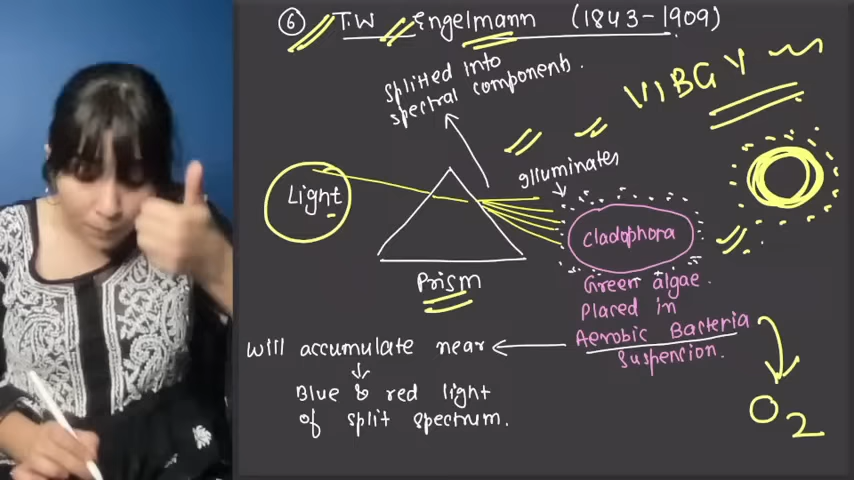 ⑥ T.W Engelmann (1843-1909)
splitted into
spectral components.
VIBGY
Light
illuminates
Cladophora
Prism
Green algae.
Placed in
Aerobic Bacteria
suspension.
will accumulate near
Blue & red light
of split spectrum.
O2